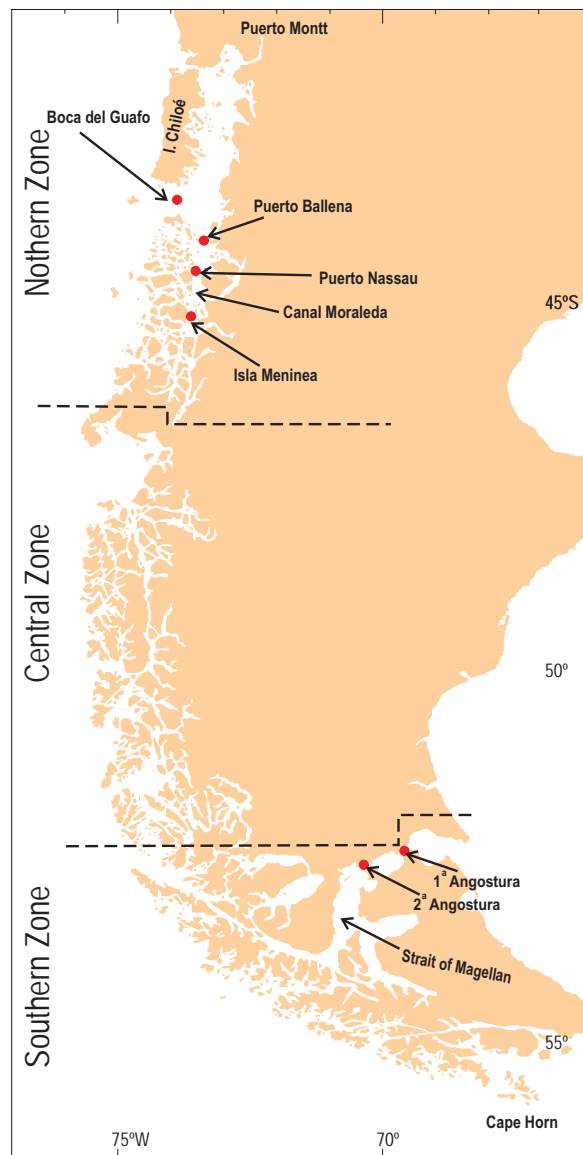 Puerto Montt
I. Chiloé
Boca del Guafo
Nothern Zone
Puerto Ballena
Puerto Nassau
45ºS
Canal Moraleda
Isla Meninea
Central Zone
50º
1ª Angostura
2ª Angostura
Strait of Magellan
Southern Zone
55º
Cape Horn
75ºW
70º